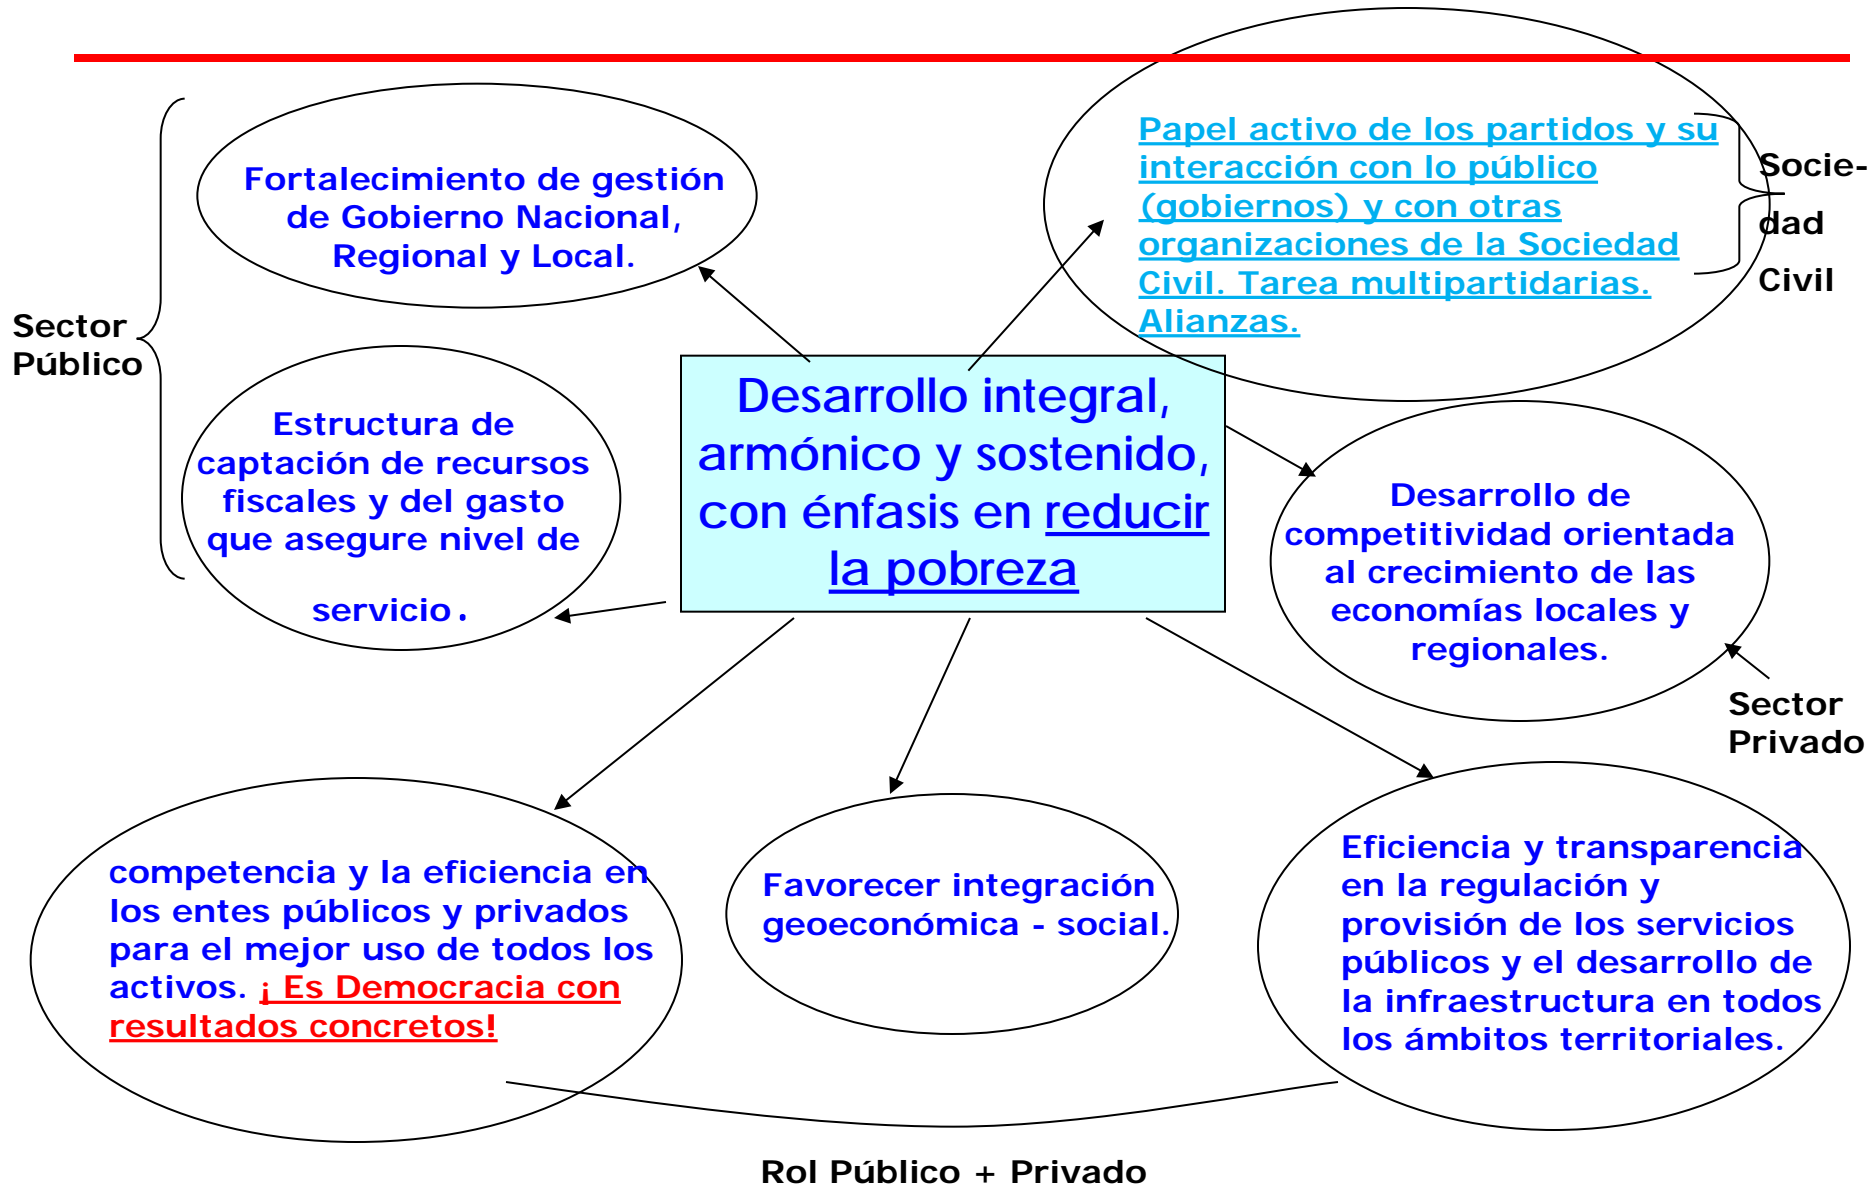 Papel activo de los partidos y su
interacción con lo público
(gobiernos) y con otras
organizaciones de la Sociedad
Civil. Tarea multipartidarias.
Alianzas.
Socie-
dad
Civil
Fortalecimiento de gestión
de Gobierno Nacional,
Regional y Local.
Sector
Público
Estructura de
captación de recursos
fiscales y del gasto
que asegure nivel de
servicio.
Desarrollo integral,
armónico y sostenido,
con énfasis en reducir
la pobreza
Desarrollo de
competitividad orientada
al crecimiento de las
economías locales y
regionales.
Sector
Privado
competencia y la eficiencia en
los entes públicos y privados
para el mejor uso de todos los
activos. ¡ Es Democracia con
resultados concretos!
Favorecer integración
geoeconómica - social.
Eficiencia y transparencia
en la regulación y
provisión de los servicios
públicos y el desarrollo de
la infraestructura en todos
los ámbitos territoriales.
Rol Público + Privado